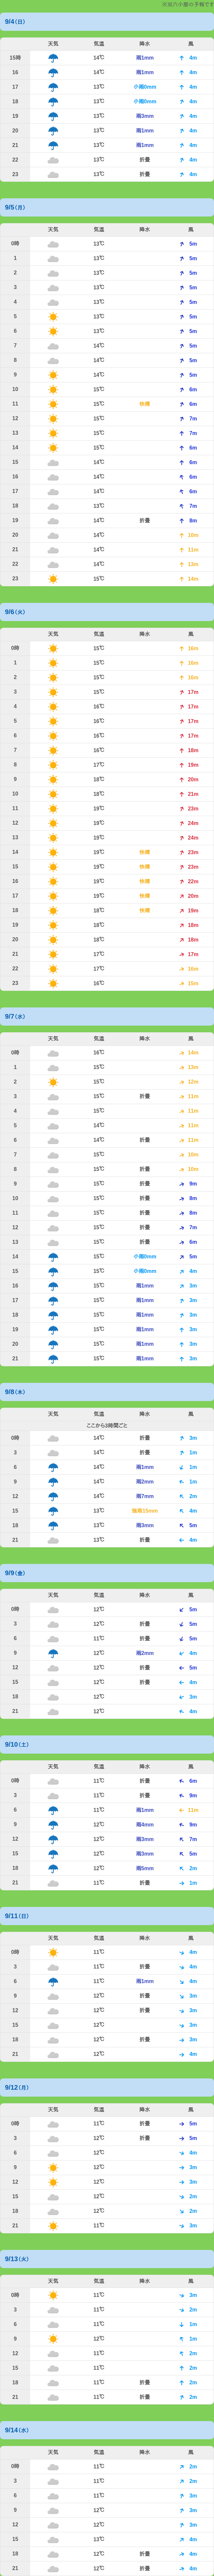 9/4(日)
天気 気温 降水 風
15時 14℃ 雨1mm 4m
16 14℃ 雨1mm 4m
17 13℃ 小雨0mm 4m
18 13℃ 小雨0mm 4m
19 13℃ 雨3mm 4m
20 13℃ 雨1mm 4m
21 13℃ 雨1mm 4m
22 13℃ 折畳 4m
23 13℃ 折畳 4m
9/5(月)
天気 気温 降水 風
0時 13℃ 5m
1 13℃ 5m
2 13℃ 5m
3 13℃ 5m
4 13℃ 5m
5 13℃ 5m
6 13℃ 5m
7 14℃ 5m
8 14℃ 5m
9 14℃ 5m
10 15℃ 6m
11 15℃ 6m
12 15℃ 7m
13 15℃ 7m
14 15℃ 6m
15 14℃ 6m
16 14℃ 6m
17 14℃ 6m
18 13℃ 7m
19 14℃ 折畳 8m
20 14℃ 10m
21 14℃ 11m
22 14℃ 13m
23 15℃ 14m
9/6(火)
天気 気温 降水 風
0時 15℃ 16m
1 15℃ 16m
2 15℃ 16m
3 15℃ 17m
4 16℃ 17m
5 16℃ 17m
6 16℃ 17m
7 16℃ 18m
8 17℃ 19m
9 18℃ 20m
10 18℃ 21m
11 19℃ 23m
12 19℃ 24m
13 19℃ 24m
14 19℃ 23m
15 19℃ 23m
16 19℃ 22m
17 19℃ 20m
18 18℃ 19m
19 18℃ 18m
20 18℃ 18m
21 17℃ 17m
22 17℃ 16m
23 16℃ 15m
9/7(水)
天気 気温 降水 風
0時 16℃ 14m
1 15℃ 13m
2 15℃ 12m
3 15℃ 折畳 11m
4 15℃ 11m
5 14℃ 11m
6 14℃ 折畳 11m
7 15℃ 10m
8 15℃ 折畳 10m
9 15℃ 折畳 9m
10 15℃ 折畳 8m
11 15℃ 折畳 8m
12 15℃ 折畳 7m
13 15℃ 折畳 6m
14 15℃ 小雨0mm 5m
15 15℃ 小雨0mm 4m
16 15℃ 雨1mm 3m
17 15℃ 雨1mm 3m
18 15℃ 雨1mm 3m
19 15℃ 雨1mm 3m
20 15℃ 雨1mm 3m
21 15℃ 雨1mm 3m
9/8(木)
天気 気温 降水 風
ここから3時間ごと
0時 14℃ 折畳 3m
3 14℃ 折畳 1m
6 14℃ 雨1mm 1m
9 14℃ 雨2mm 1m
12 14℃ 雨7mm 2m
15 13℃ 強雨15mm 4m
18 13℃ 雨3mm 5m
21 13℃ 折畳 4m
9/9(金)
天気 気温 降水 風
0時 12℃ 5m
3 12℃ 折畳 5m
6 11℃ 折畳 5m
9 12℃ 雨2mm 4m
12 12℃ 折畳 5m
15 12℃ 折畳 4m
18 12℃ 3m
21 12℃ 4m
9/10(土)
天気 気温 降水 風
0時 11℃ 折畳 6m
3 11℃ 折畳 9m
6 11℃ 雨1mm 11m
9 12℃ 雨4mm 9m
12 12℃ 雨3mm 7m
15 12℃ 雨3mm 5m
18 12℃ 雨5mm 2m
21 11℃ 折畳 1m
9/11(日)
天気 気温 降水 風
0時 11℃ 4m
3 11℃ 折畳 4m
6 11℃ 雨1mm 4m
9 12℃ 折畳 3m
12 12℃ 折畳 3m
15 12℃ 3m
18 12℃ 折畳 3m
21 12℃ 4m
9/12(月)
天気 気温 降水 風
0時 11℃ 折畳 5m
3 12℃ 折畳 5m
6 12℃ 4m
9 12℃ 3m
12 12℃ 3m
15 12℃ 2m
18 12℃ 2m
21 11℃ 3m
9/13(火)
天気 気温 降水 風
0時 11℃ 3m
3 11℃ 2m
6 11℃ 1m
9 12℃ 1m
12 11℃ 2m
15 11℃ 2m
18 11℃ 折畳 2m
21 11℃ 折畳 2m
9/14(水)
天気 気温 降水 風
0時 11℃ 2m
3 11℃ 2m
6 11℃ 3m
9 12℃ 3m
12 12℃ 3m
15 13℃ 4m
18 12℃ 折畳 4m
21 12℃ 折畳 4m